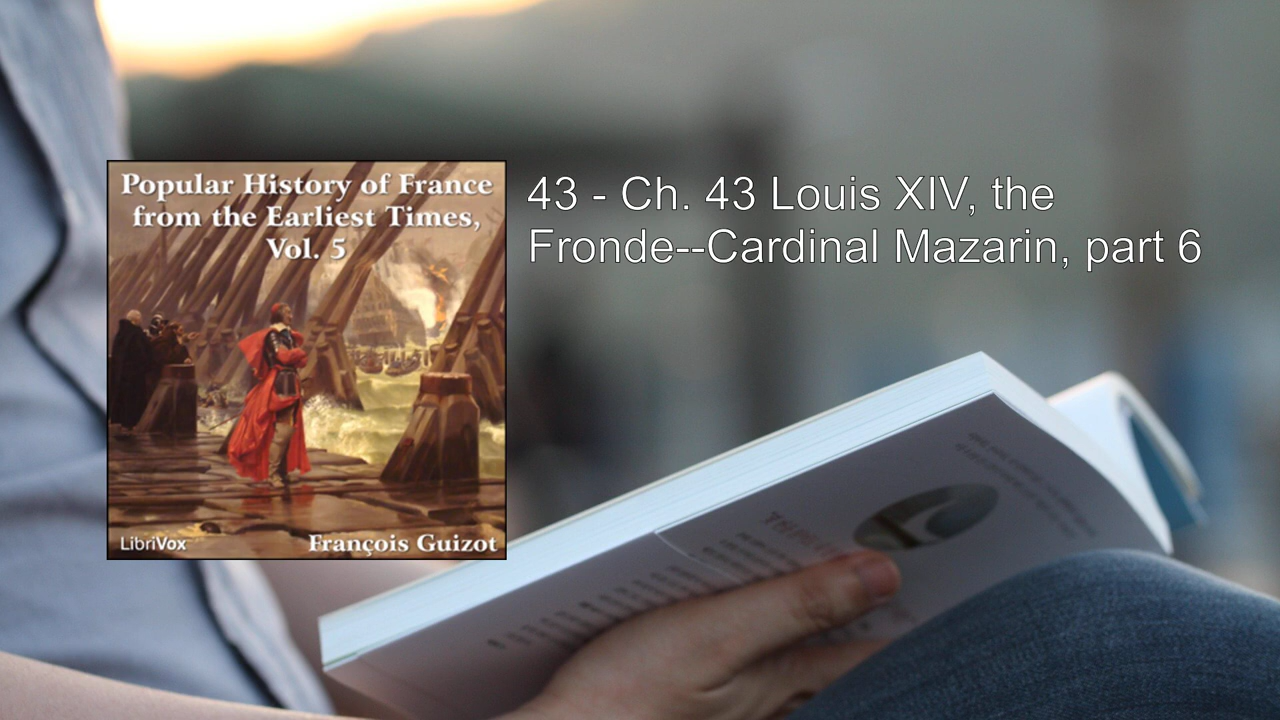 Popular History of France
from the Earliest Times,
Vol. 5
LibriVox
François Guizot
43 - Ch. 43 Louis XIV, the
Fronde--Cardinal Mazarin, part 6